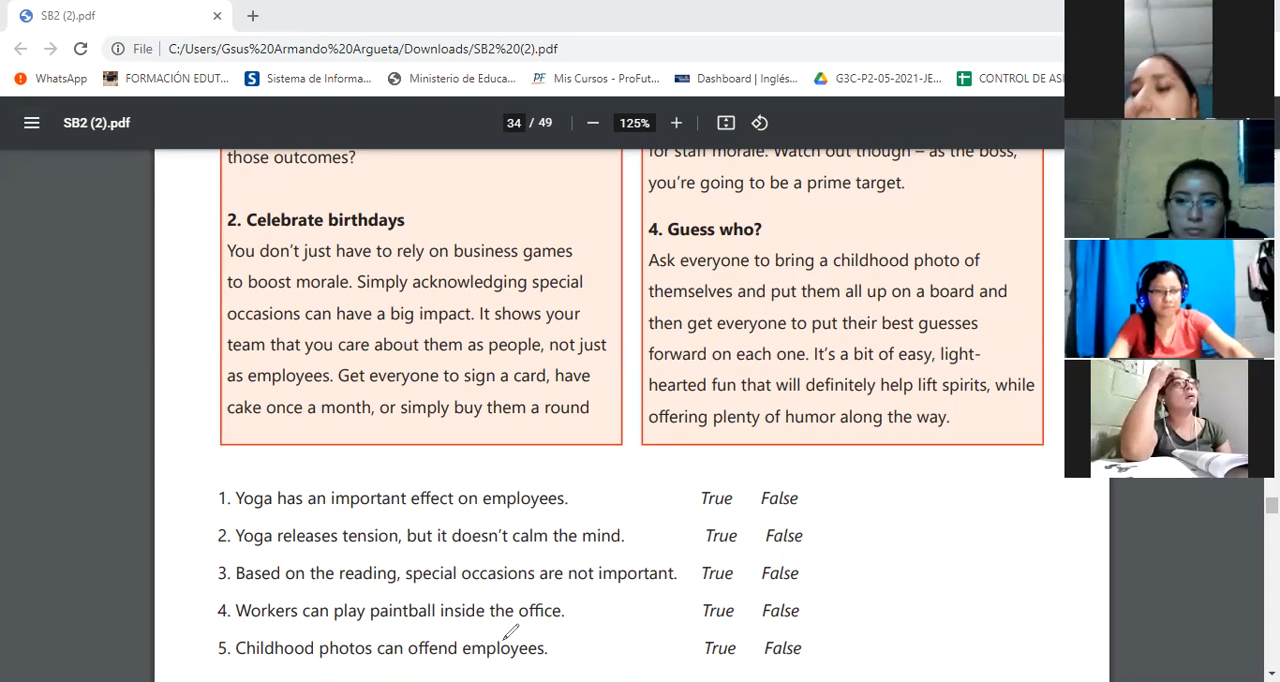 SB2 (2).pdf
File C:/Users/Gsus%20Armando%20Argueta/Downloads/SB2%20(2).pdf
WhatsApp FORMACIÓN EDUT... Sistema de Informa... Ministerio de Educa... Mis Cursos - ProFut... Dashboard | Inglés,... G3C-P2-05-2021-JE... CONTROL DE ASI
SB2 (2).pdf 34 / 49 125%
those outcomes?
2. Celebrate birthdays
You don't just have to rely on business games
to boost morale. Simply acknowledging special
occasions can have a big impact. It shows your
team that you care about them as people, not just
as employees. Get everyone to sign a card, have
cake once a month, or simply buy them a round
for staff morale. Watch out though – as the boss,
you're going to be a prime target.
4. Guess who?
Ask everyone to bring a childhood photo of
themselves and put them all up on a board and
then get everyone to put their best guesses
forward on each one. It's a bit of easy, light-
hearted fun that will definitely help lift spirits, while
offering plenty of humor along the way.
1. Yoga has an important effect on employees. True False
2. Yoga releases tension, but it doesn't calm the mind. True False
3. Based on the reading, special occasions are not important. True False
4. Workers can play paintball inside the office. True False
5. Childhood photos can offend employees. True False